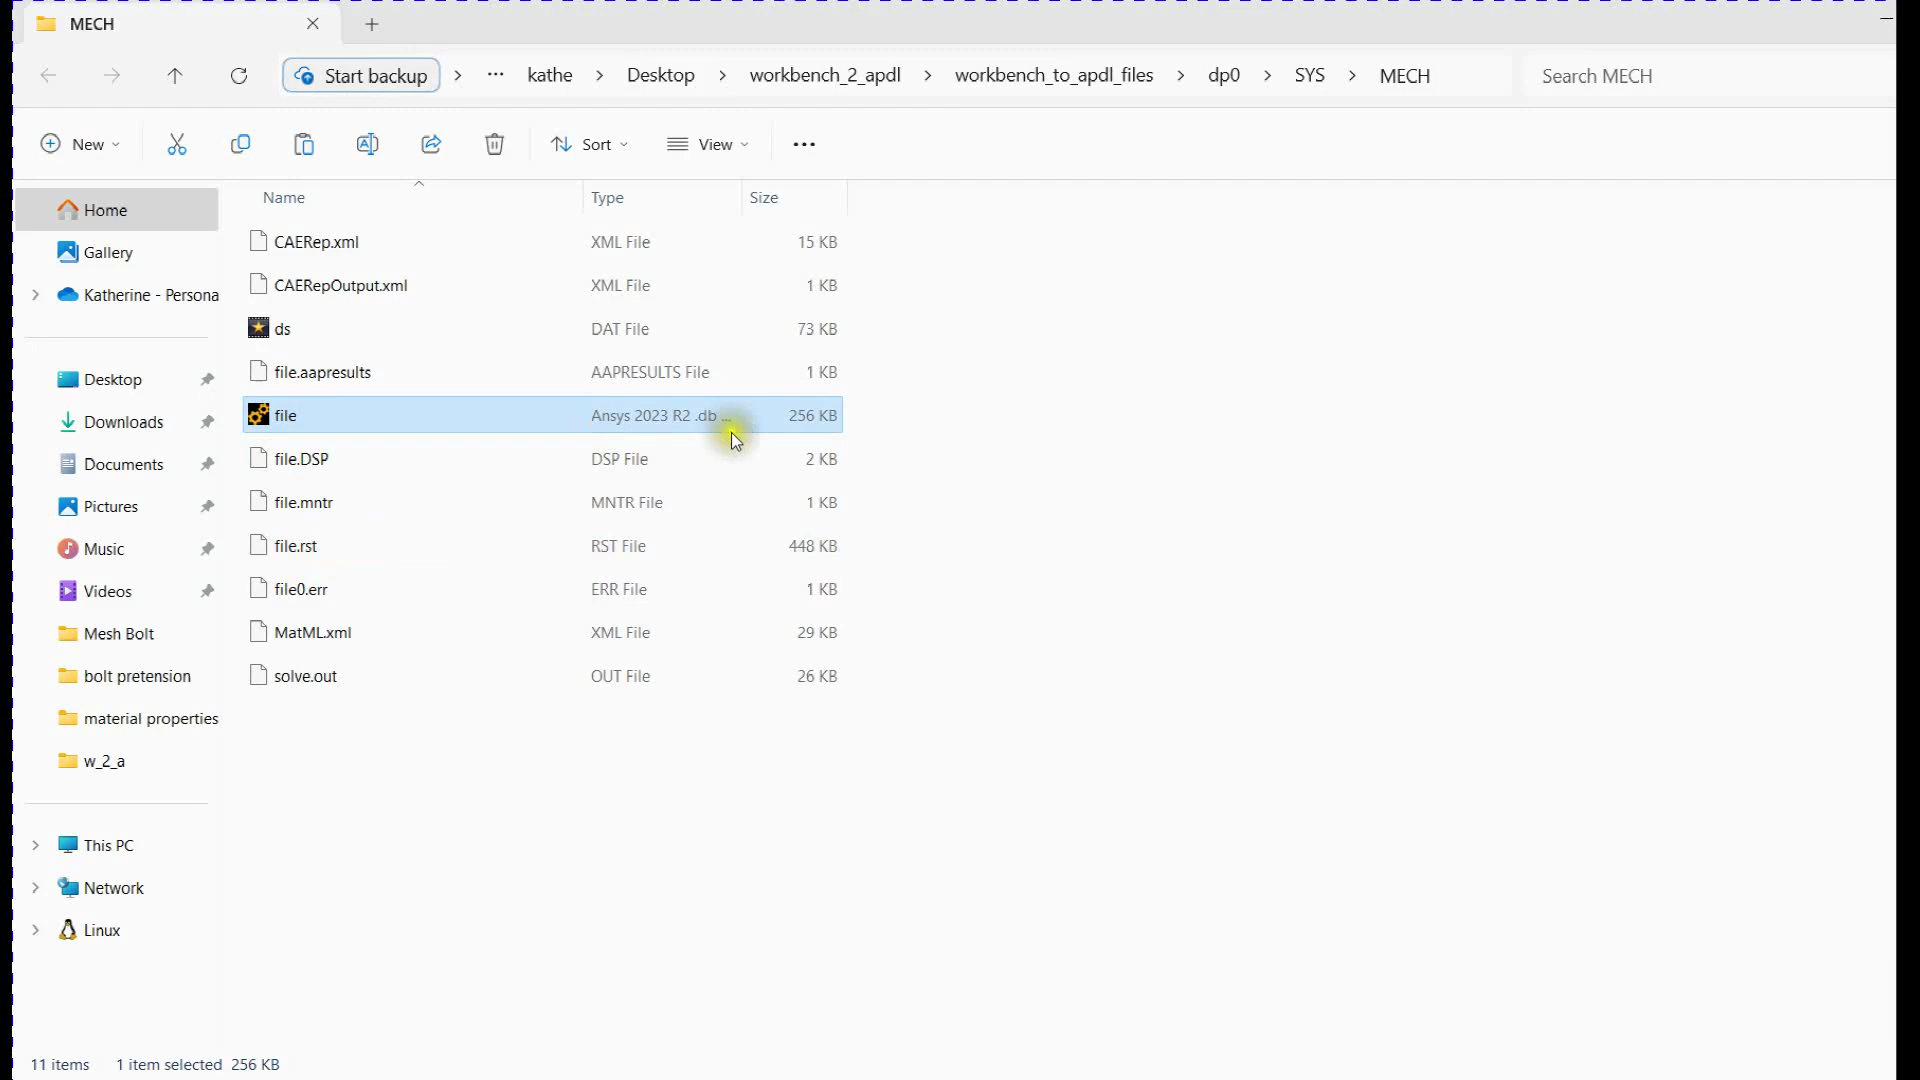 MECH
Start backup > ... kathe > Desktop > workbench_2_apdl > workbench_to_apdl_files > dp0 > SYS > MECH
Search MECH
New
Sort
View
Name Type Size
Home
Gallery
Katherine - Persona
Desktop
Downloads
Documents
Pictures
Music
Videos
Mesh Bolt
bolt pretension
material properties
w_2_a
This PC
Network
Linux
CAERep.xml XML File 15 KB
CAERepOutput.xml XML File 1 KB
ds DAT File 73 KB
file.aapresults AAPRESULTS File 1 KB
file Ansys 2023 R2 .db ... 256 KB
file.DSP DSP File 2 KB
file.mntr MNTR File 1 KB
file.rst RST File 448 KB
file0.err ERR File 1 KB
MatML.xml XML File 29 KB
solve.out OUT File 26 KB
11 items 1 item selected 256 KB